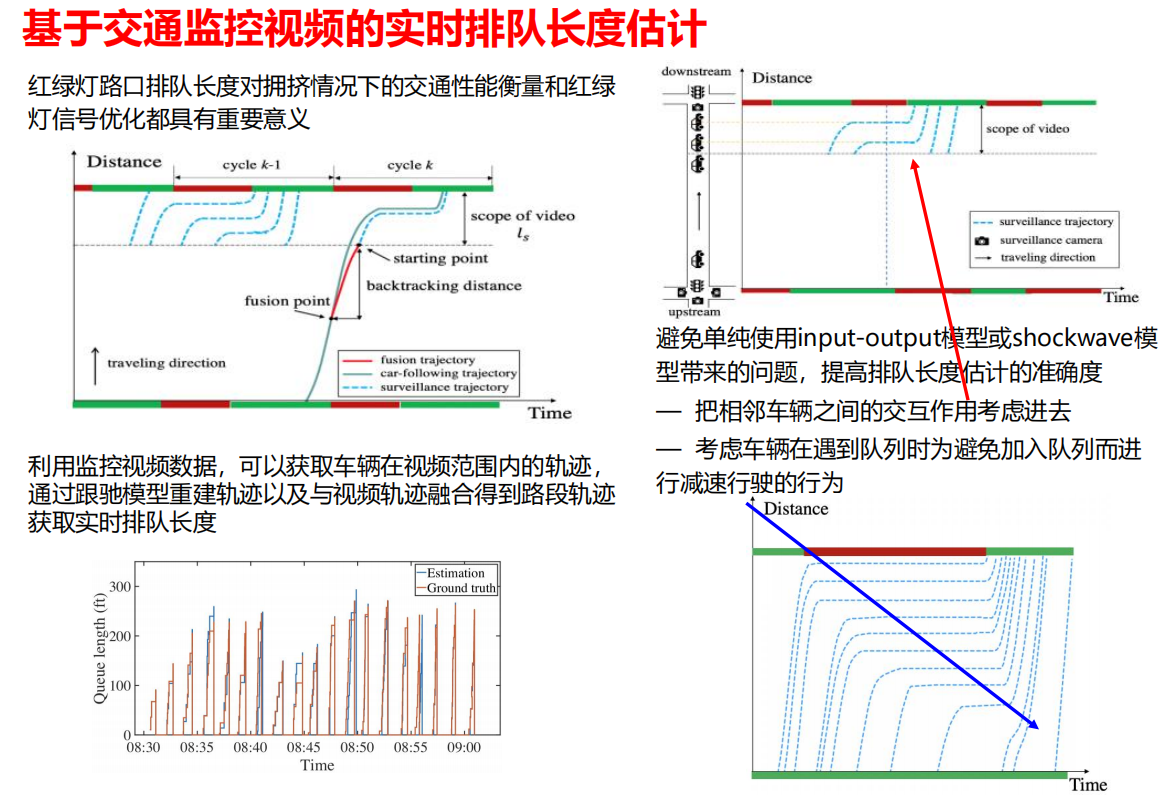 基于交通监控视频的实时排队长度估计
红绿灯路口排队长度对拥挤情况下的交通性能衡量和红绿
灯信号优化都具有重要意义
Distance
cycle k-1
cycle k
scope of video
ls
starting point
backtracking distance
fusion point
traveling direction
fusion trajectory
car-following trajectory
surveillance trajectory
Time
利用监控视频数据，可以获取车辆在视频范围内的轨迹，
通过跟驰模型重建轨迹以及与视频轨迹融合得到路段轨迹
获取实时排队长度
Estimation
Ground truth
Queue length (ft)
300
200
100
0
08:30
08:35
08:40
08:45
08:50
08:55
09:00
Time
downstream
Distance
scope of video
surveillance trajectory
surveillance camera
traveling direction
Time
upstream
避免单纯使用input-output模型或shockwave模
型带来的问题，提高排队长度估计的准确度
— 把相邻车辆之间的交互作用考虑进去
— 考虑车辆在遇到队列时为避免加入队列而进
行减速行驶的行为
Distance
Time